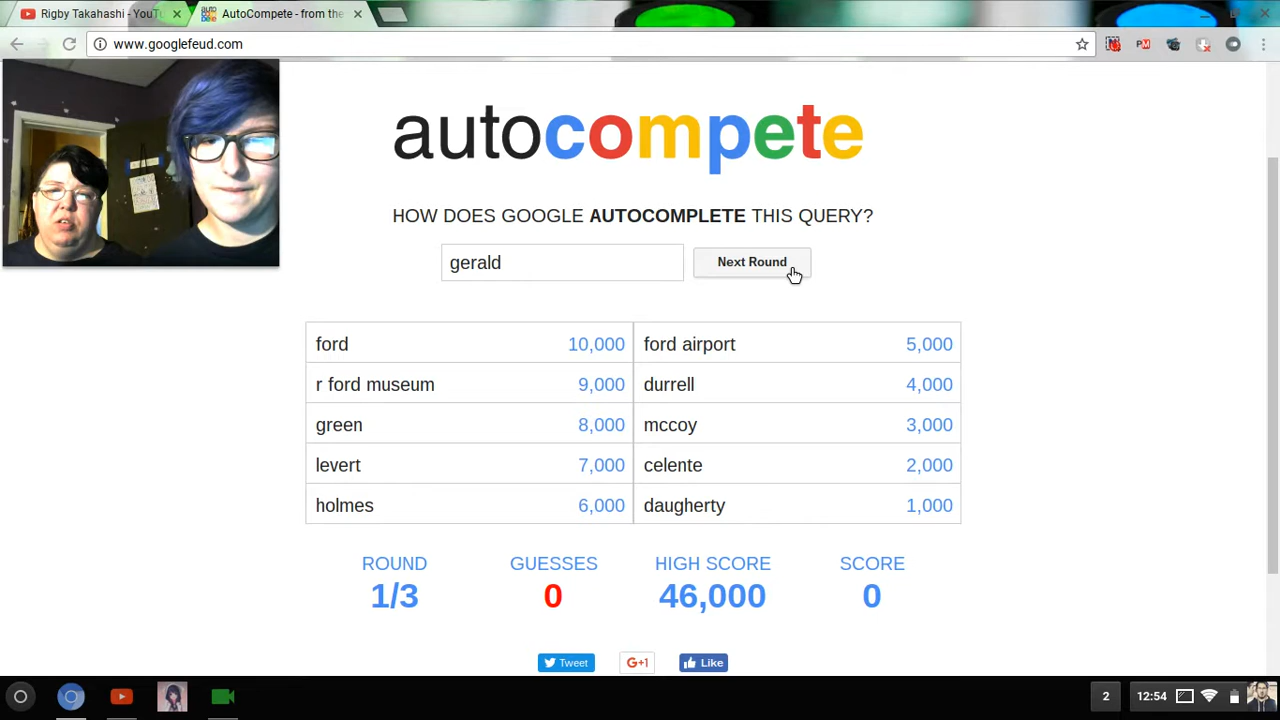 Rigby Takahashi - YouTu
AutoCompete - from the
www.googlefeud.com
PM
autocompete
HOW DOES GOOGLE AUTOCOMPLETE THIS QUERY?
gerald
Next Round
ford 10,000 ford airport 5,000
r ford museum 9,000 durrell 4,000
green 8,000 mccoy 3,000
levert 7,000 celente 2,000
holmes 6,000 daugherty 1,000
ROUND GUESSES HIGH SCORE SCORE
1/3 0 46,000 0
Tweet G+1 Like
2 12:54